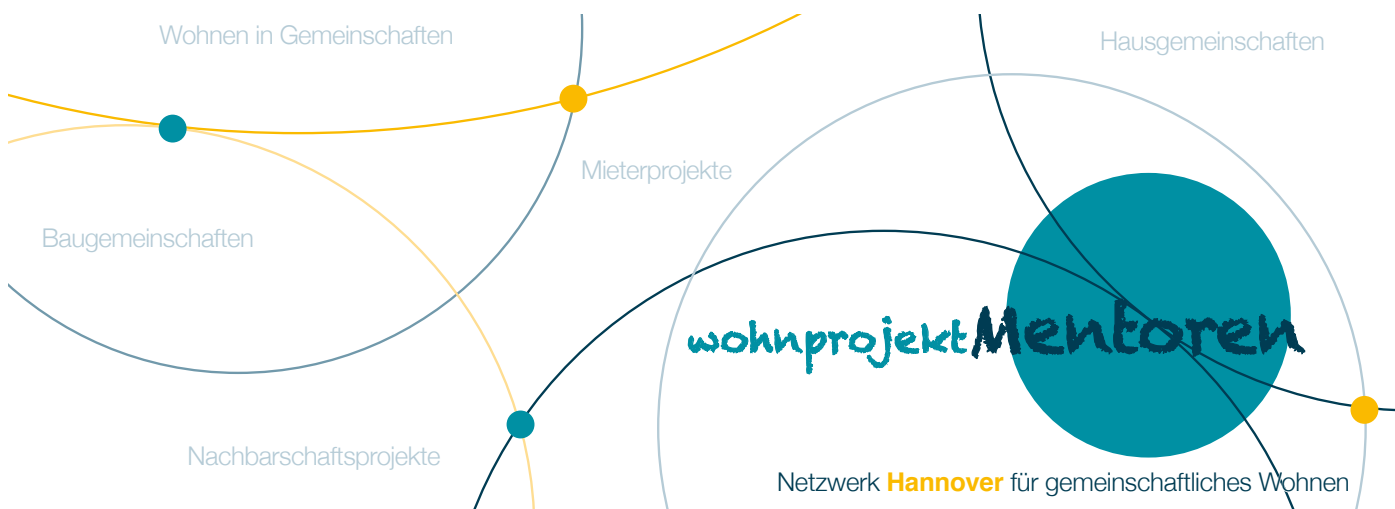 Wohnen in Gemeinschaften
Hausgemeinschaften
Mieterprojekte
Baugemeinschaften
wohnprojektMentoren
Nachbarschaftsprojekte
Netzwerk Hannover für gemeinschaftliches Wohnen